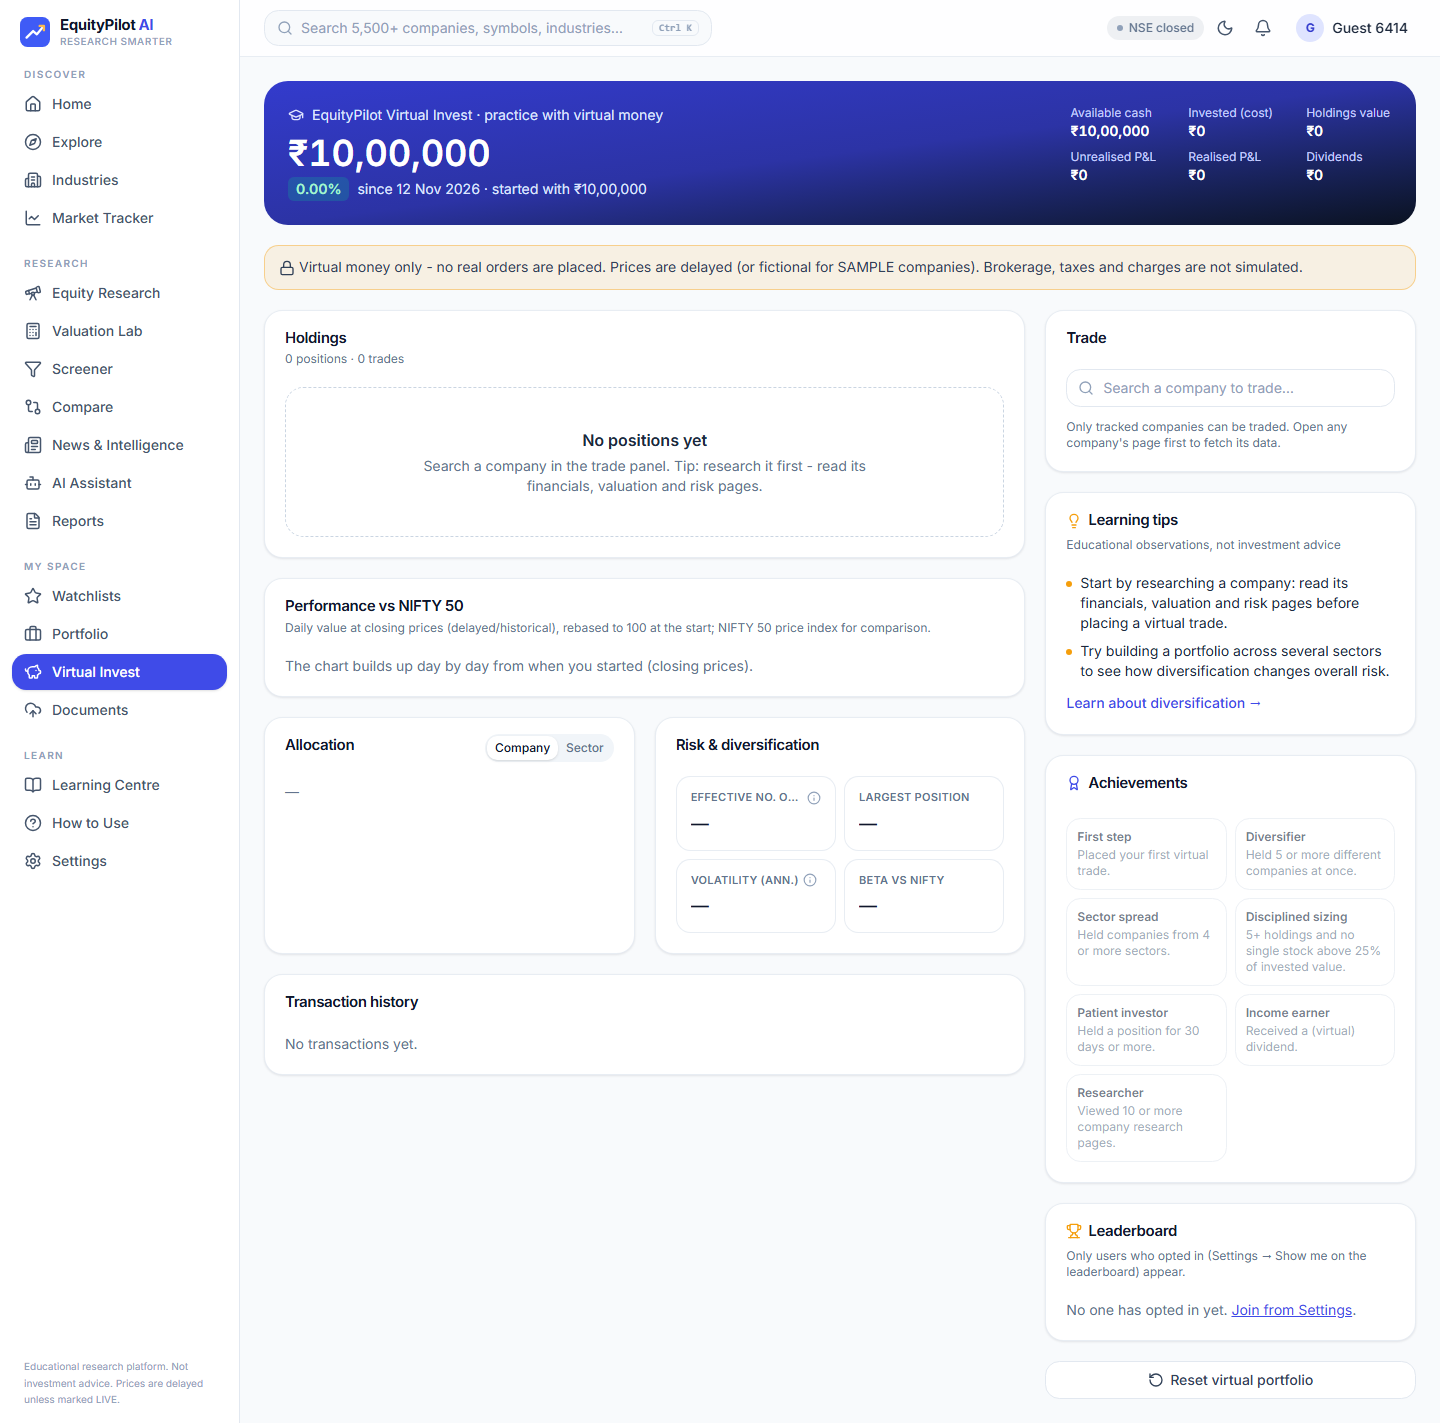 EquityPilot AI
RESEARCH SMARTER
DISCOVER
Home
Explore
Industries
Market Tracker
RESEARCH
Equity Research
Valuation Lab
Screener
Compare
News & Intelligence
AI Assistant
Reports
MY SPACE
Watchlists
Portfolio
Virtual Invest
Documents
LEARN
Learning Centre
How to Use
Settings
Educational research platform. Not
investment advice. Prices are delayed
unless marked LIVE.
Search 5,500+ companies, symbols, industries...
Ctrl K
NSE closed
G
Guest 6414
EquityPilot Virtual Invest · practice with virtual money
₹10,00,000
0.00%
since 12 Nov 2026 · started with ₹10,00,000
Available cash
₹10,00,000
Invested (cost)
₹0
Holdings value
₹0
Unrealised P&L
₹0
Realised P&L
₹0
Dividends
₹0
Virtual money only - no real orders are placed. Prices are delayed (or fictional for SAMPLE companies). Brokerage, taxes and charges are not simulated.
Holdings
0 positions · 0 trades
No positions yet
Search a company in the trade panel. Tip: research it first - read its
financials, valuation and risk pages.
Performance vs NIFTY 50
Daily value at closing prices (delayed/historical), rebased to 100 at the start; NIFTY 50 price index for comparison.
The chart builds up day by day from when you started (closing prices).
Allocation
Company
Sector
—
Risk & diversification
EFFECTIVE NO. O...
—
LARGEST POSITION
—
VOLATILITY (ANN.)
—
BETA VS NIFTY
—
Transaction history
No transactions yet.
Trade
Search a company to trade...
Only tracked companies can be traded. Open any
company's page first to fetch its data.
Learning tips
Educational observations, not investment advice
Start by researching a company: read its
financials, valuation and risk pages before
placing a virtual trade.
Try building a portfolio across several sectors
to see how diversification changes overall risk.
Learn about diversification →
Achievements
First step
Placed your first virtual
trade.
Diversifier
Held 5 or more different
companies at once.
Sector spread
Held companies from 4
or more sectors.
Disciplined sizing
5+ holdings and no
single stock above 25%
of invested value.
Patient investor
Held a position for 30
days or more.
Income earner
Received a (virtual)
dividend.
Researcher
Viewed 10 or more
company research
pages.
Leaderboard
Only users who opted in (Settings → Show me on the
leaderboard) appear.
No one has opted in yet. Join from Settings.
Reset virtual portfolio